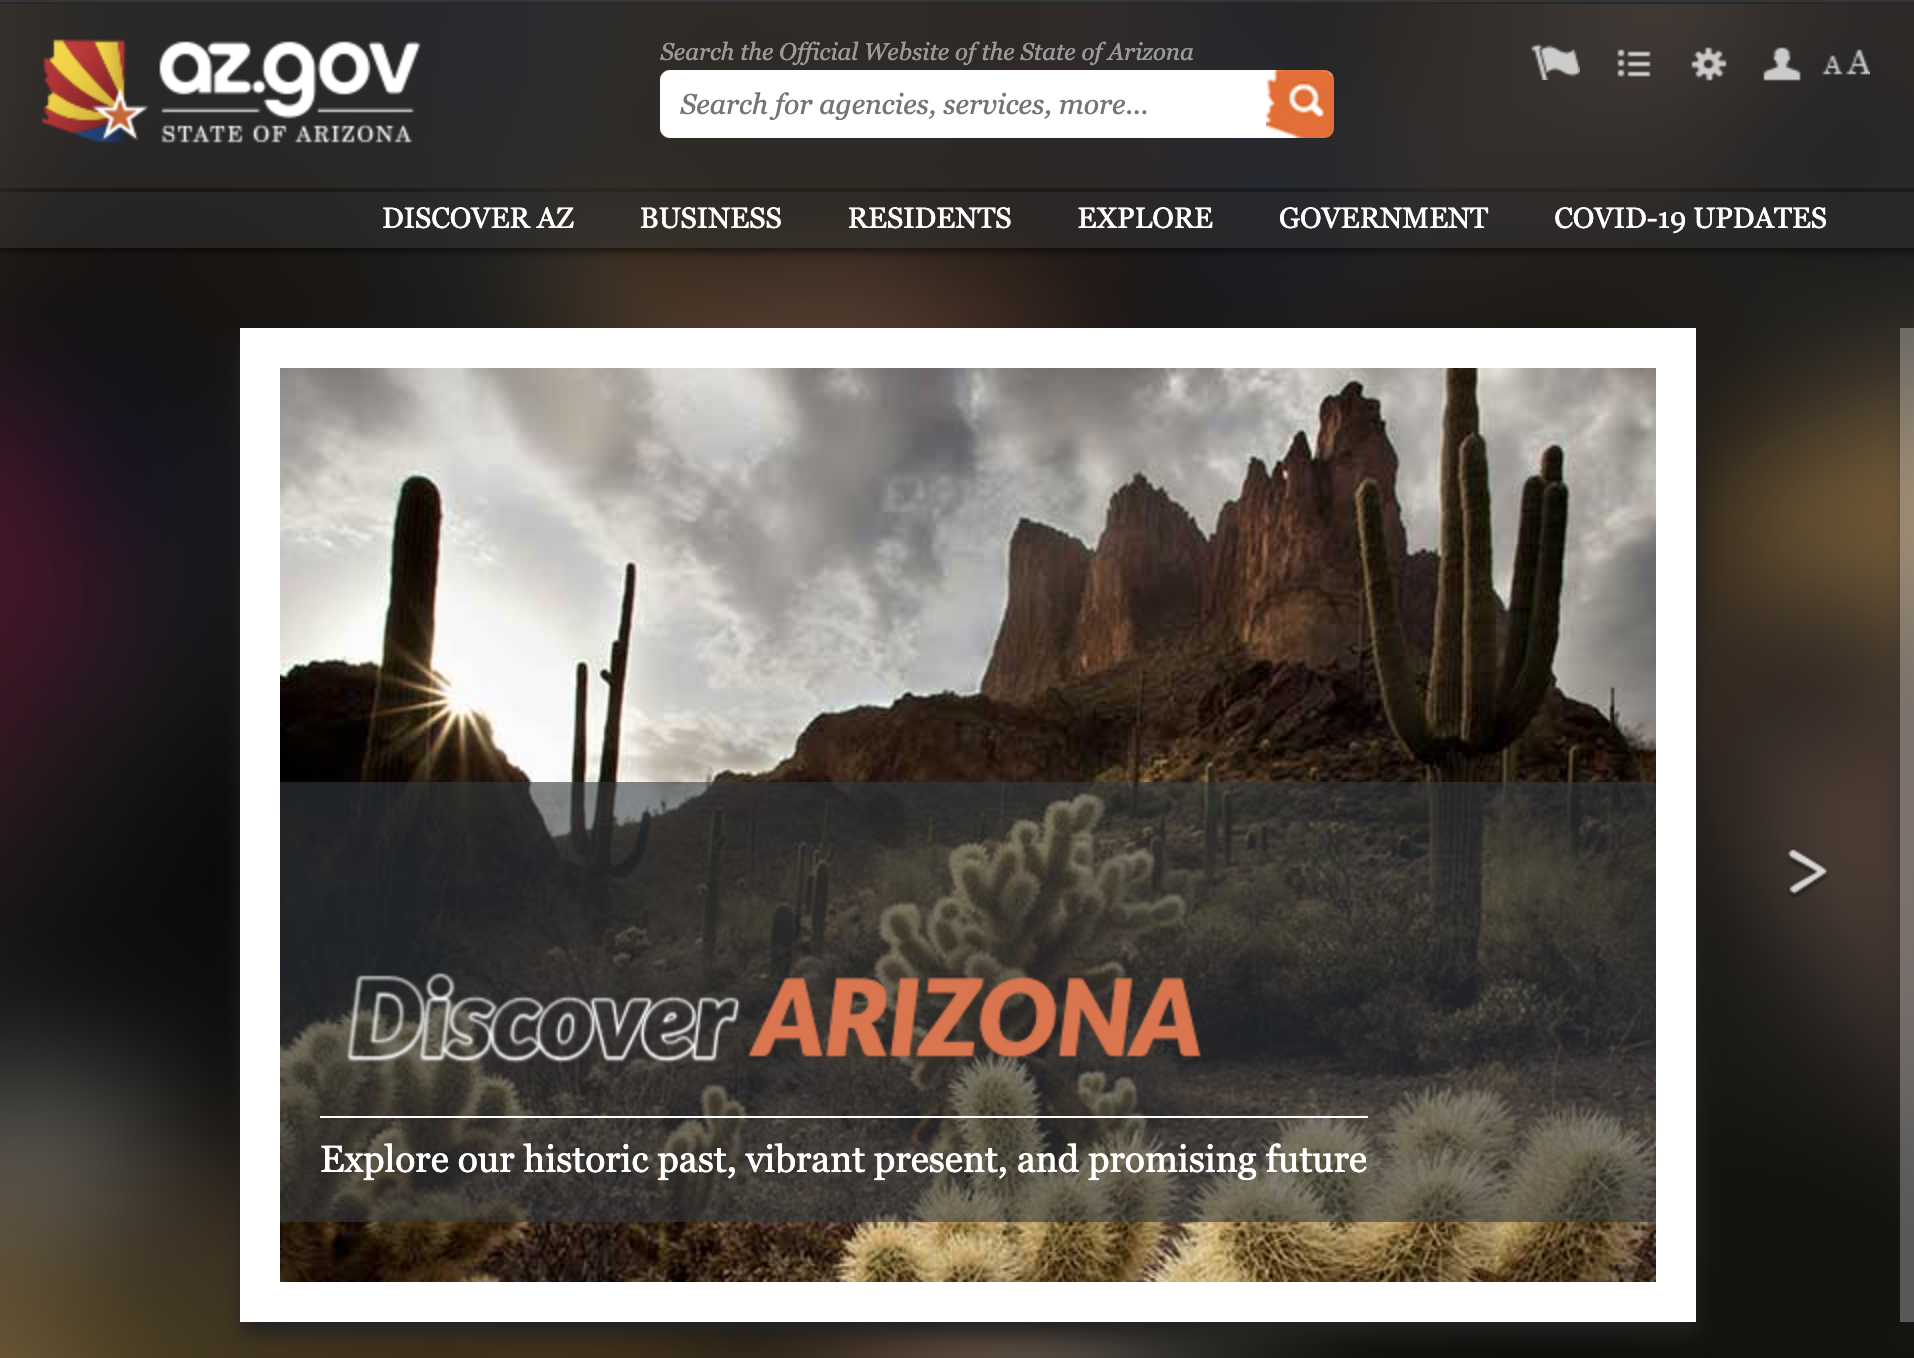 az.gov
STATE OF ARIZONA
Search the Official Website of the State of Arizona
Search for agencies, services, more...
AA
DISCOVER AZ BUSINESS RESIDENTS EXPLORE GOVERNMENT COVID-19 UPDATES
Discover ARIZONA
Explore our historic past, vibrant present, and promising future